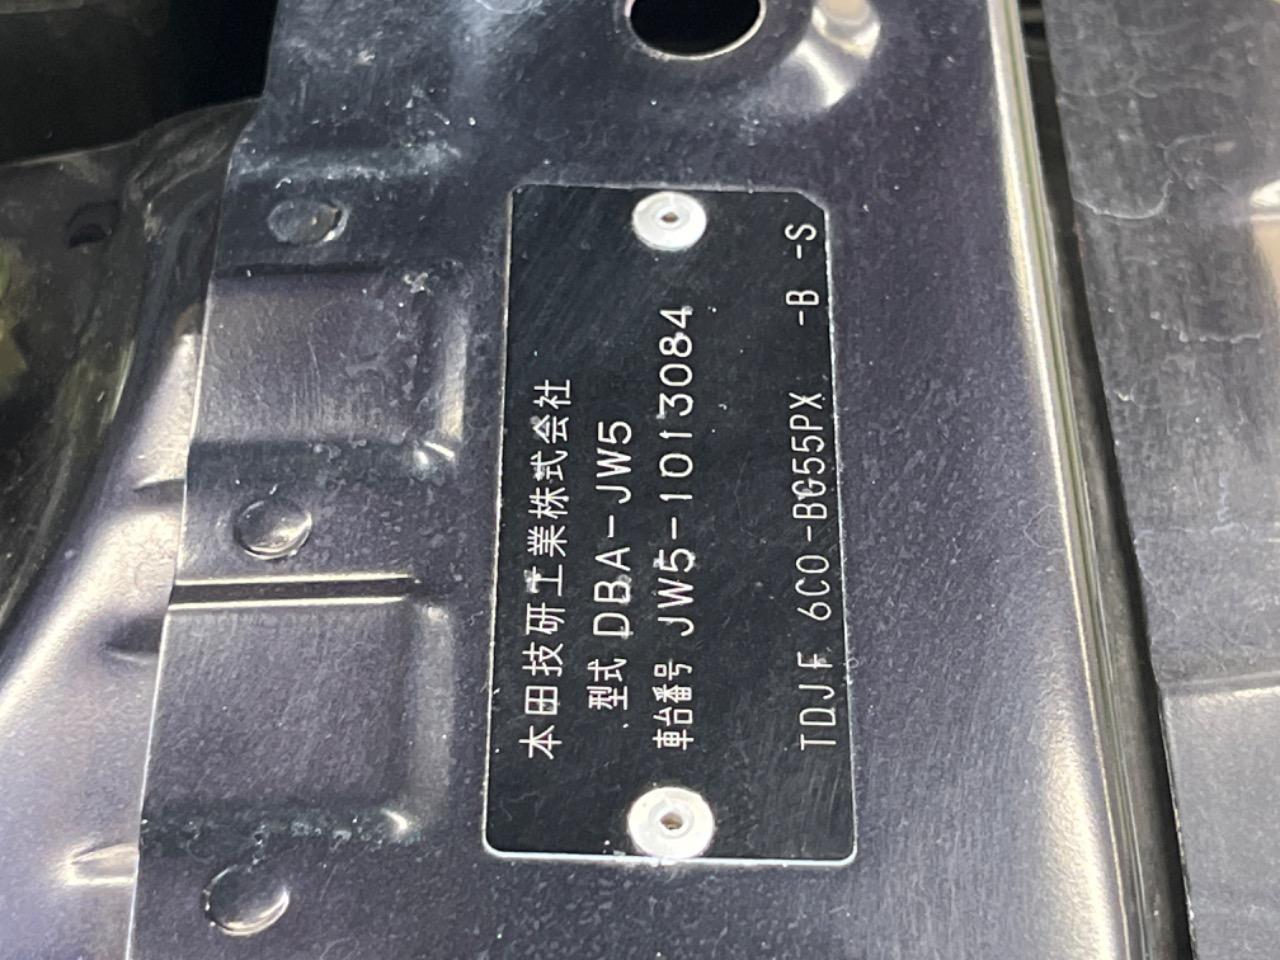 本田技研工業株式会社
型式 DBA-JW5
車台番号 JW5-1013084
TDJF 6C0-BG55PX -B -S